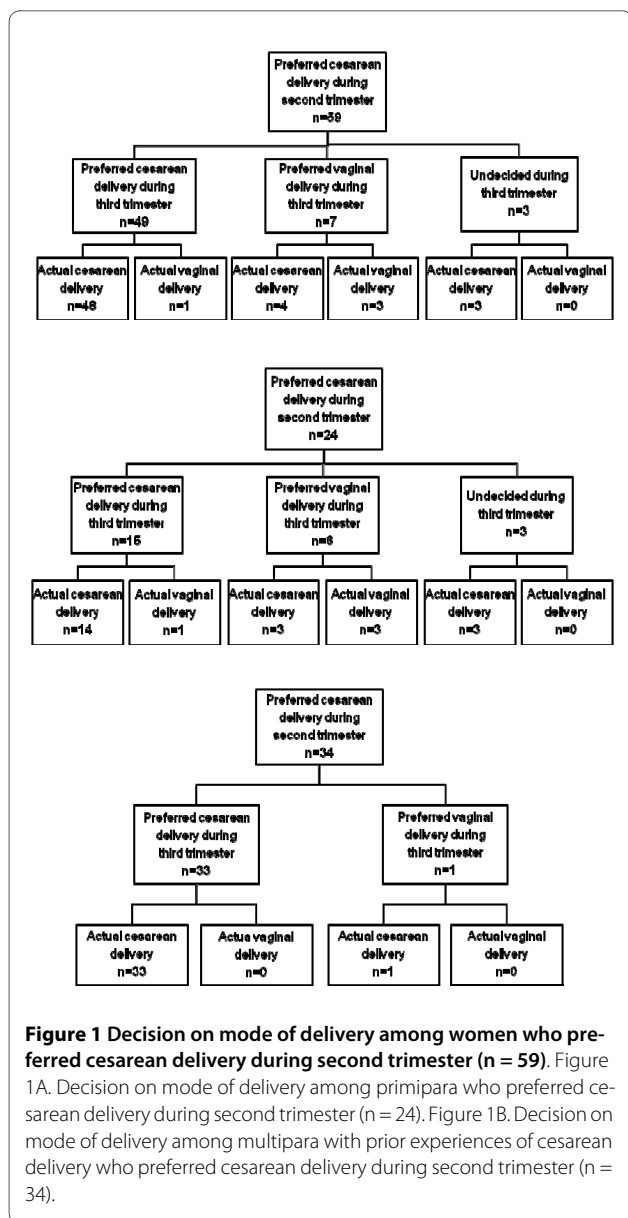 Preferred cesarean
delivery during
second trimester
n=59
Preferred cesarean
delivery during
third trimester
n=49
Preferred vaginal
delivery during
third trimester
n=7
Undecided during
third trimester
n=3
Actual cesarean
delivery
n=48
Actual vaginal
delivery
n=1
Actual cesarean
delivery
n=4
Actual vaginal
delivery
n=3
Actual cesarean
delivery
n=3
Actual vaginal
delivery
n=0
Preferred cesarean
delivery during
second trimester
n=24
Preferred cesarean
delivery during
third trimester
n=15
Preferred vaginal
delivery during
third trimester
n=6
Undecided during
third trimester
n=3
Actual cesarean
delivery
n=14
Actual vaginal
delivery
n=1
Actual cesarean
delivery
n=3
Actual vaginal
delivery
n=3
Actual cesarean
delivery
n=3
Actual vaginal
delivery
n=0
Preferred cesarean
delivery during
second trimester
n=34
Preferred cesarean
delivery during
third trimester
n=33
Preferred vaginal
delivery during
third trimester
n=1
Actual cesarean
delivery
n=33
Actua vaginal
delivery
n=0
Actual cesarean
delivery
n=1
Actual vaginal
delivery
n=0
Figure 1 Decision on mode of delivery among women who pre-
ferred cesarean delivery during second trimester (n = 59). Figure
1A. Decision on mode of delivery among primipara who preferred ce-
sarean delivery during second trimester (n = 24). Figure 1B. Decision on
mode of delivery among multipara with prior experiences of cesarean
delivery who preferred cesarean delivery during second trimester (n =
34).